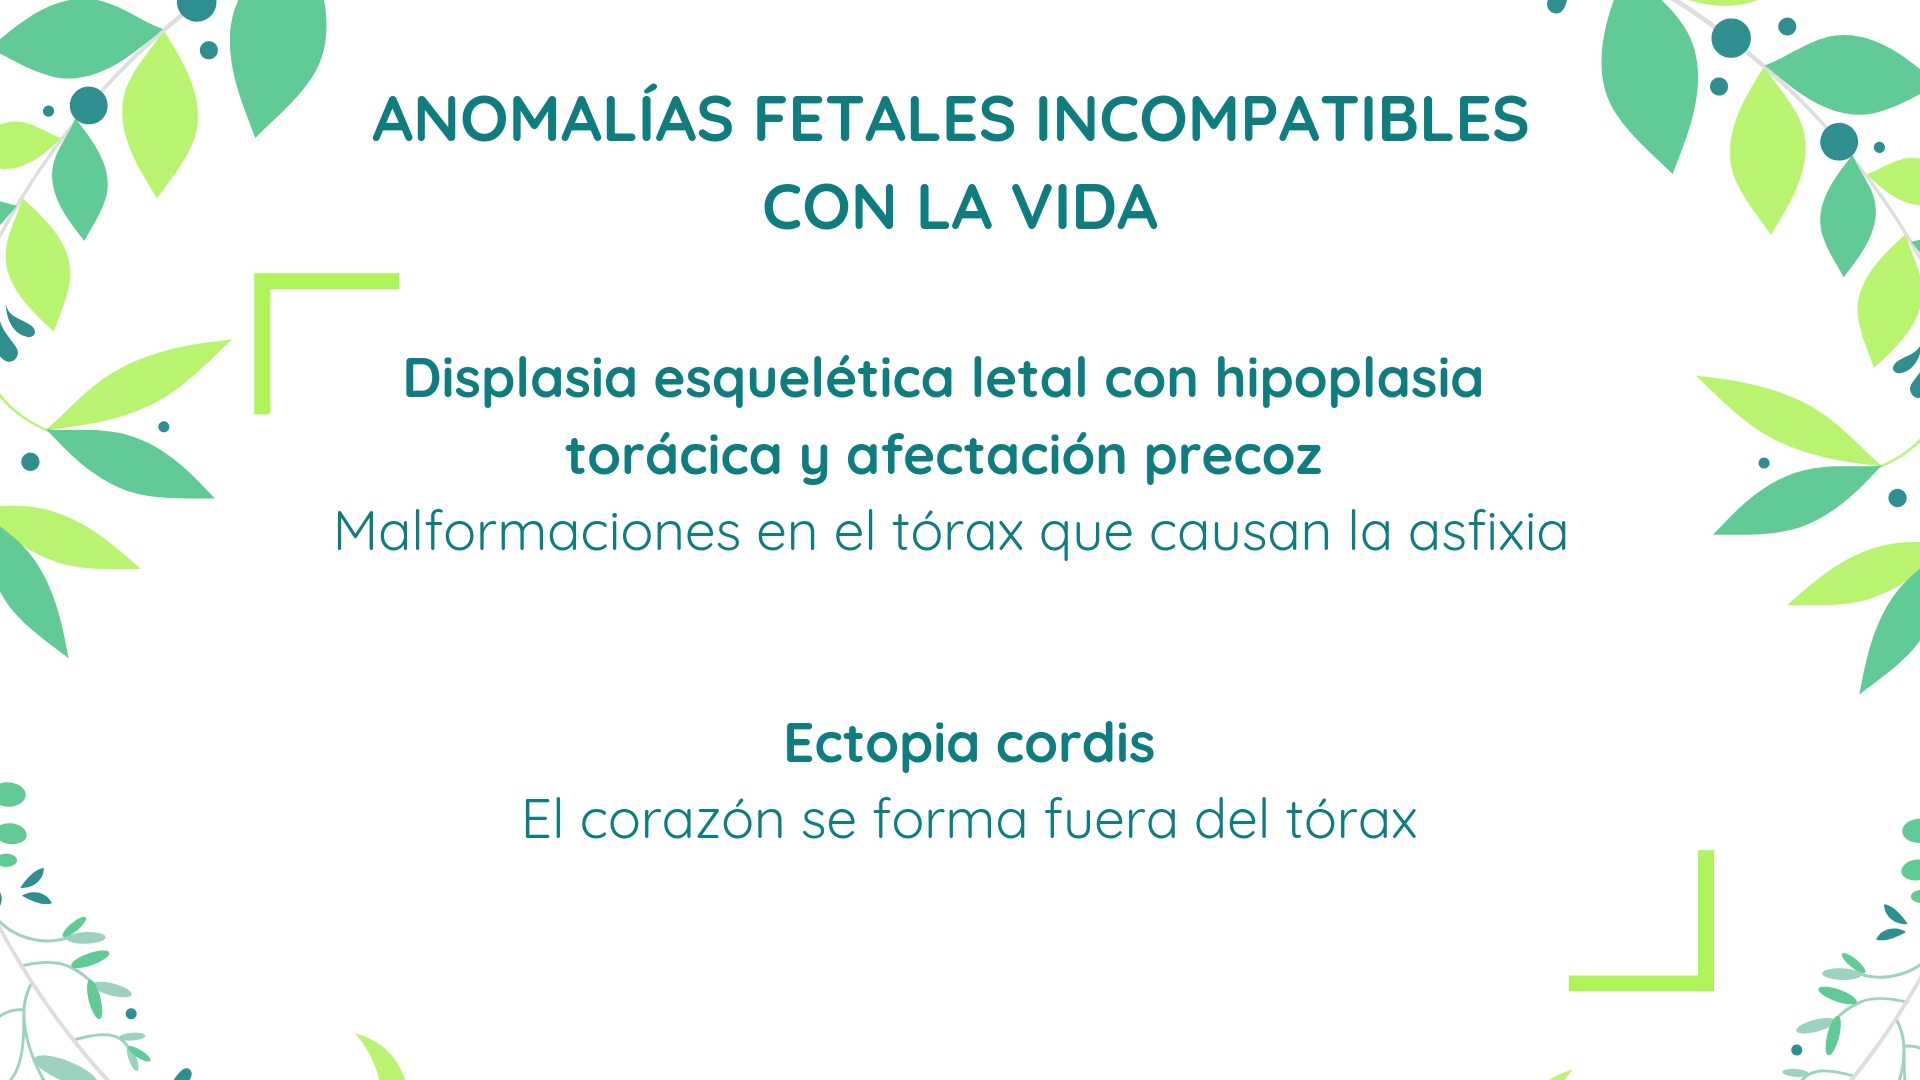 ANOMALÍAS FETALES INCOMPATIBLES
CON LA VIDA
Displasia esquelética letal con hipoplasia
torácica y afectación precoz
Malformaciones en el tórax que causan la asfixia
Ectopia cordis
El corazón se forma fuera del tórax